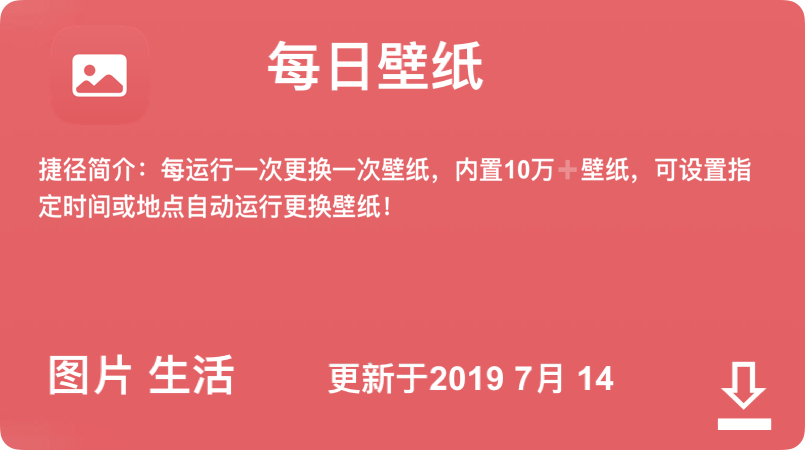 每日壁纸
捷径简介：每运行一次更换一次壁纸，内置10万➕壁纸，可设置指
定时间或地点自动运行更换壁纸！
图片 生活
更新于2019 7月 14